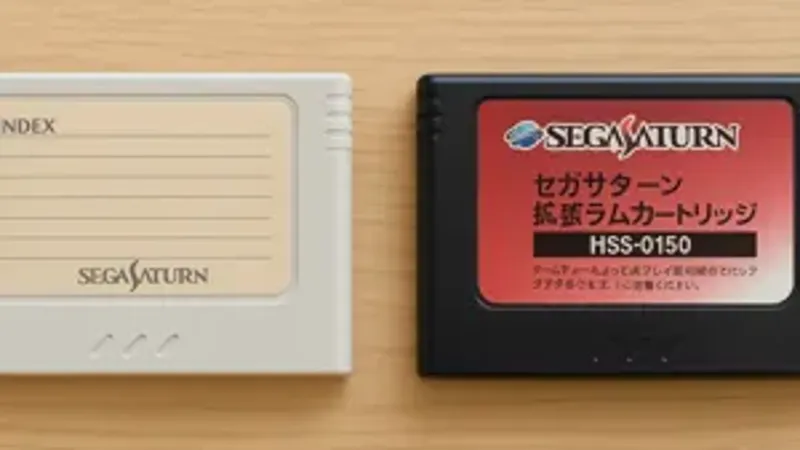 INDEX
SEGA SATURN
SEGA SATURN
セガサターン
拡張ラムカートリッジ
HSS-0150